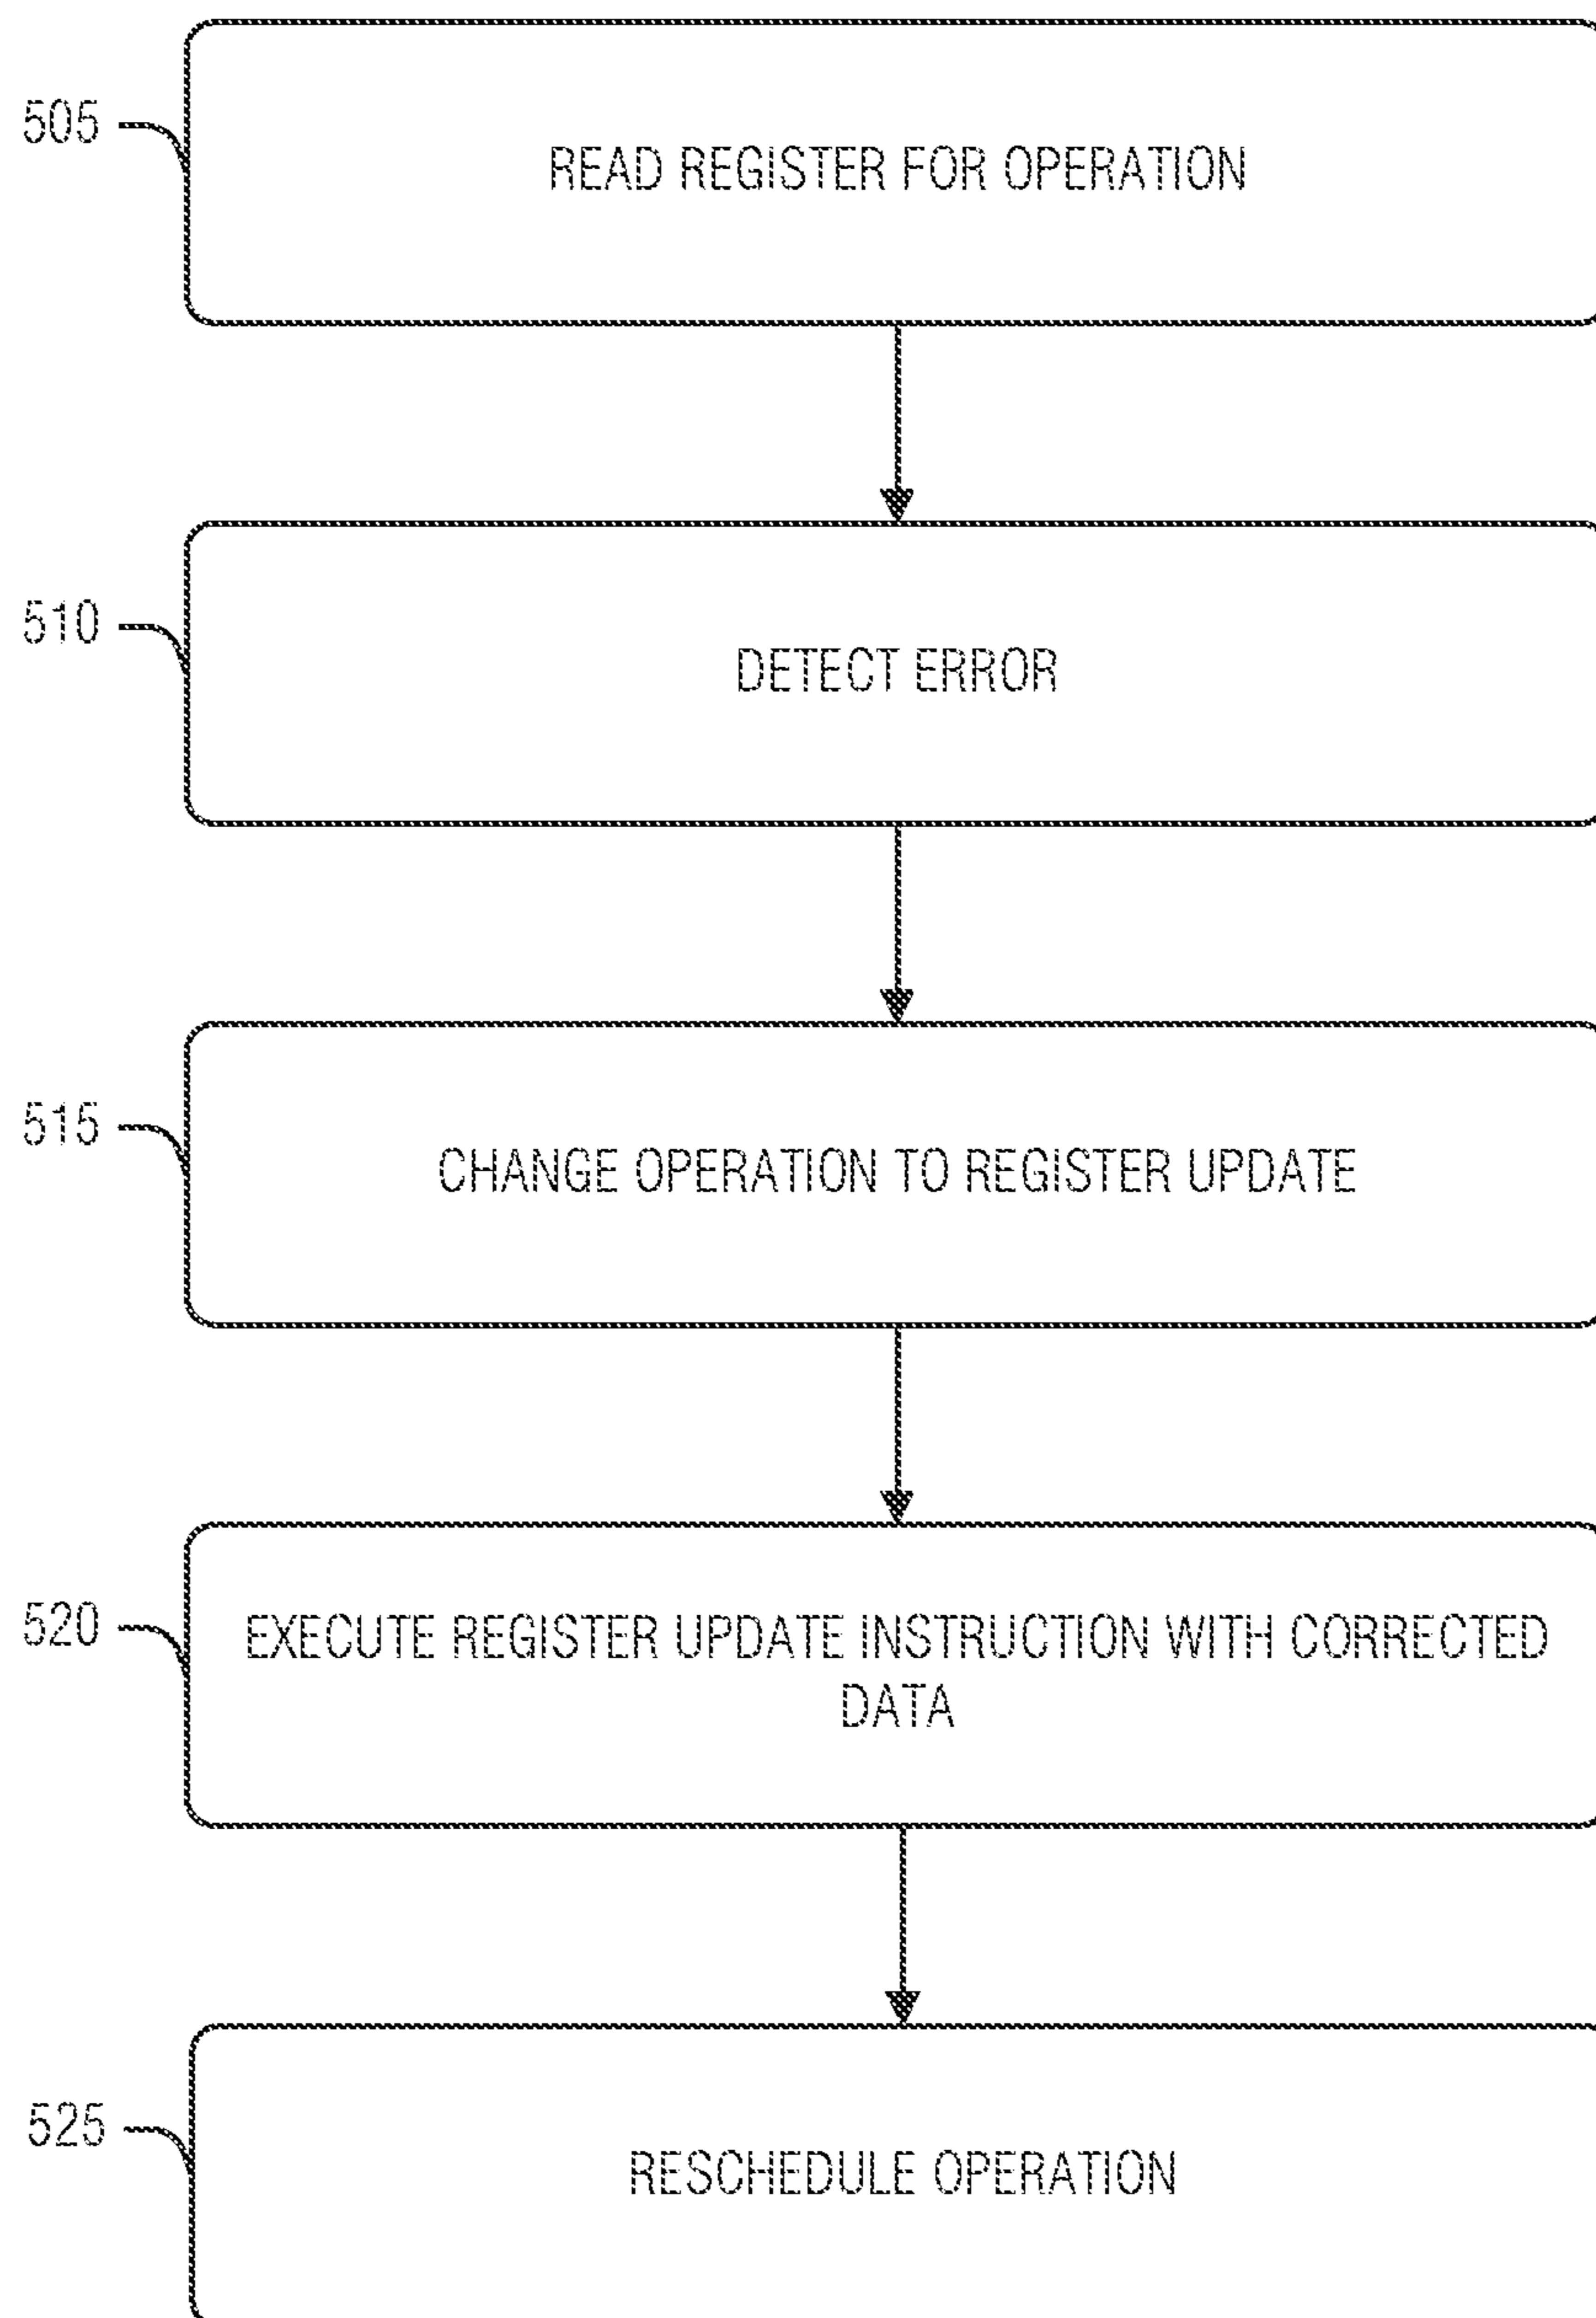 505
READ REGISTER FOR OPERATION
510
DETECT ERROR
515
CHANGE OPERATION TO REGISTER UPDATE
520
EXECUTE REGISTER UPDATE INSTRUCTION WITH CORRECTED
DATA
525
RESCHEDULE OPERATION